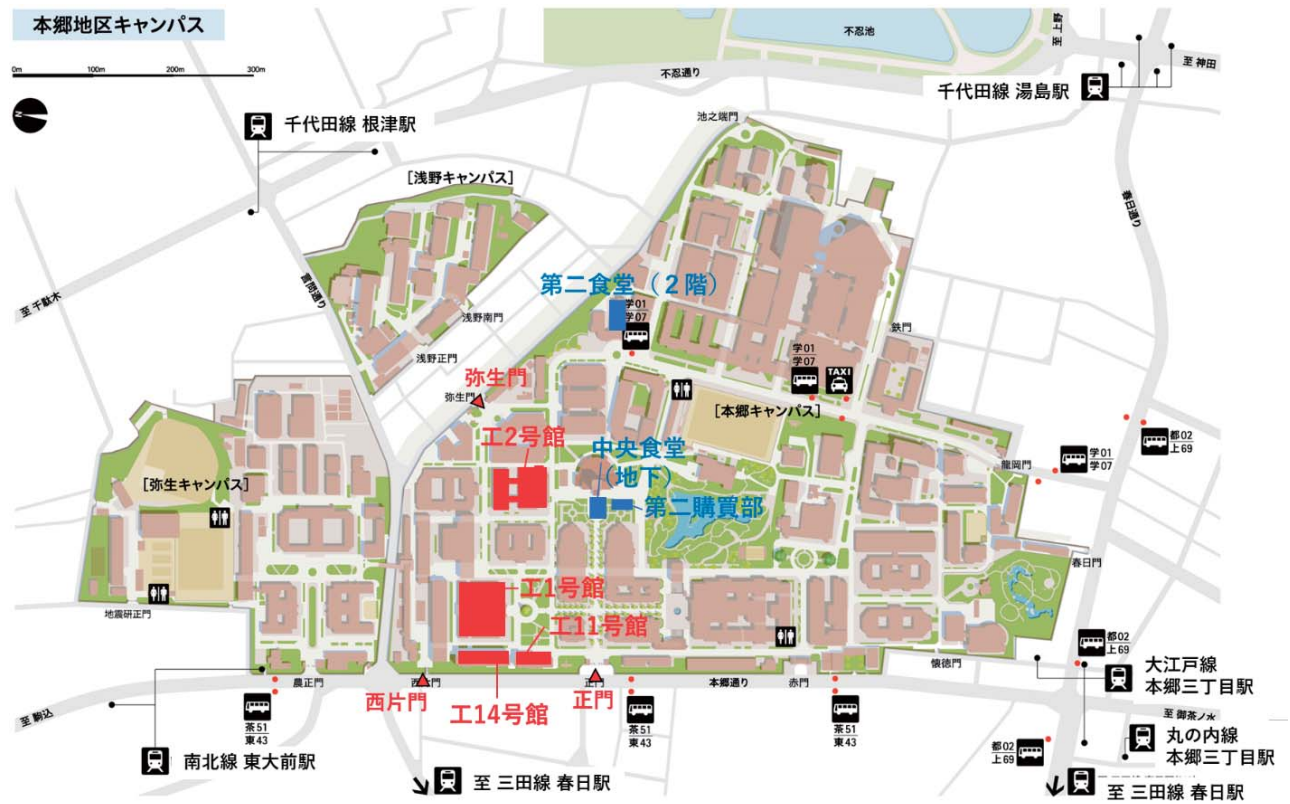 本郷地区キャンパス
0m 100m 200m 300m
N
不忍池
至上野
至 神田
不忍通り
千代田線 湯島駅
千代田線 根津駅
池之端門
[浅野キャンパス]
春日通り
言問通り
至 千駄木
第二食堂（2階）
学01
学07
浅野南門
浅野正門
鉄門
学01
学07
TAXI
弥生門
弥生門
[本郷キャンパス]
工2号館
中央食堂
（地下）
都02
上69
学01
学07
龍岡門
[弥生キャンパス]
第二購買部
春日門
工1号館
地震研正門
工11号館
都02
上69
懐徳門
大江戸線
本郷三丁目駅
農正門
正門
本郷通り
赤門
西片門
工14号館
正門
至 駒込
茶51
東43
茶51
東43
茶51
東43
至 御茶ノ水
丸の内線
本郷三丁目駅
都02
上69
南北線 東大前駅
至 三田線 春日駅
至 三田線 春日駅